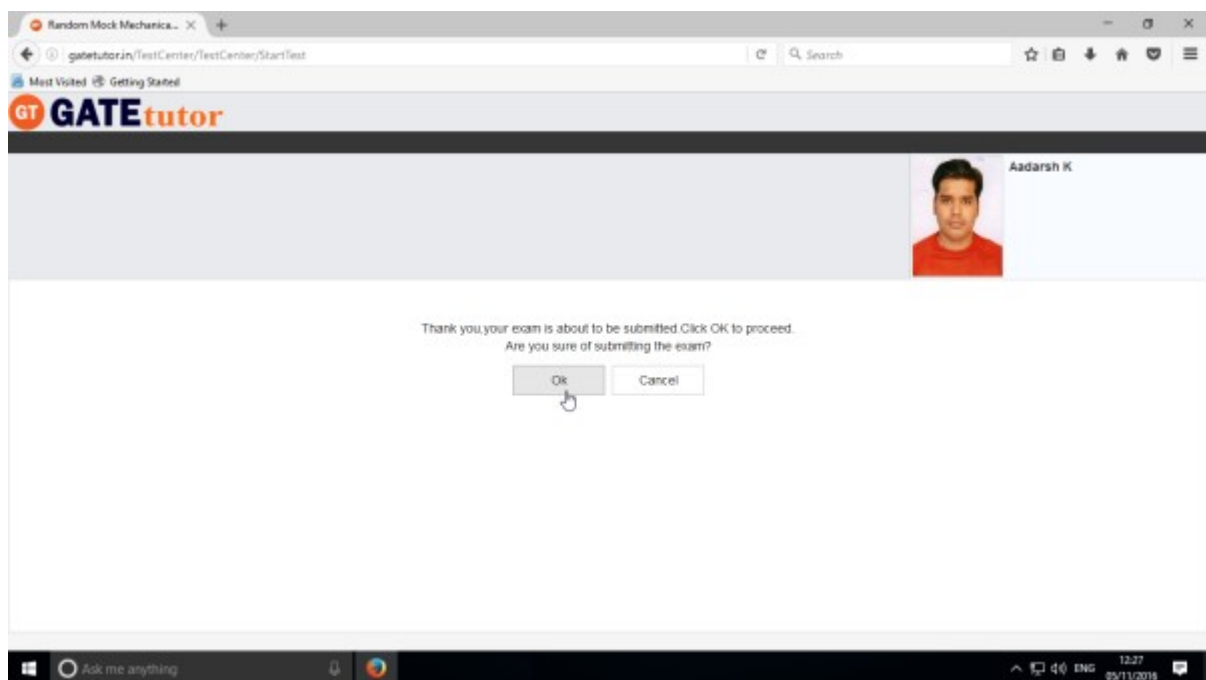 Random Mock Mechanica...
gatetutor.in/TestCenter/TestCenter/StartTest
Search
Most Visited
Getting Started
GT GATEtutor
Aadarsh K
Thank you,your exam is about to be submitted.Click OK to proceed.
Are you sure of submitting the exam?
Ok
Cancel
Ask me anything
ENG
12:27
05/11/2016